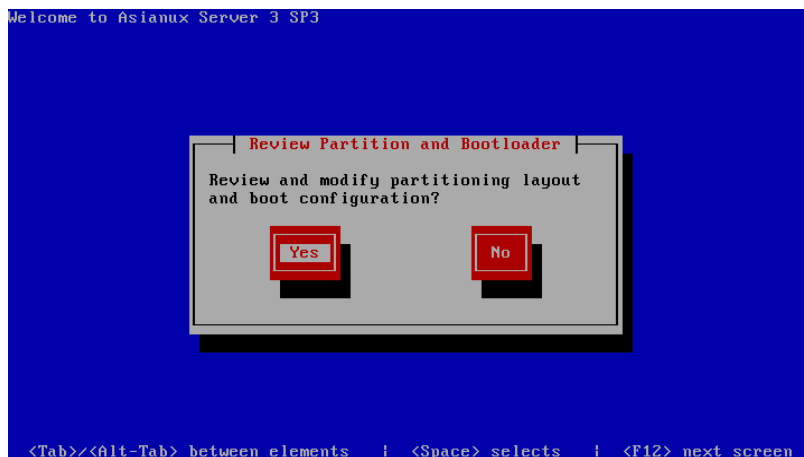 Welcome to Asianux Server 3 SP3
Review Partition and Bootloader
Review and modify partitioning layout
and boot configuration?
Yes No
<Tab>/<Alt-Tab> between elements | <Space> selects | <F12> next screen